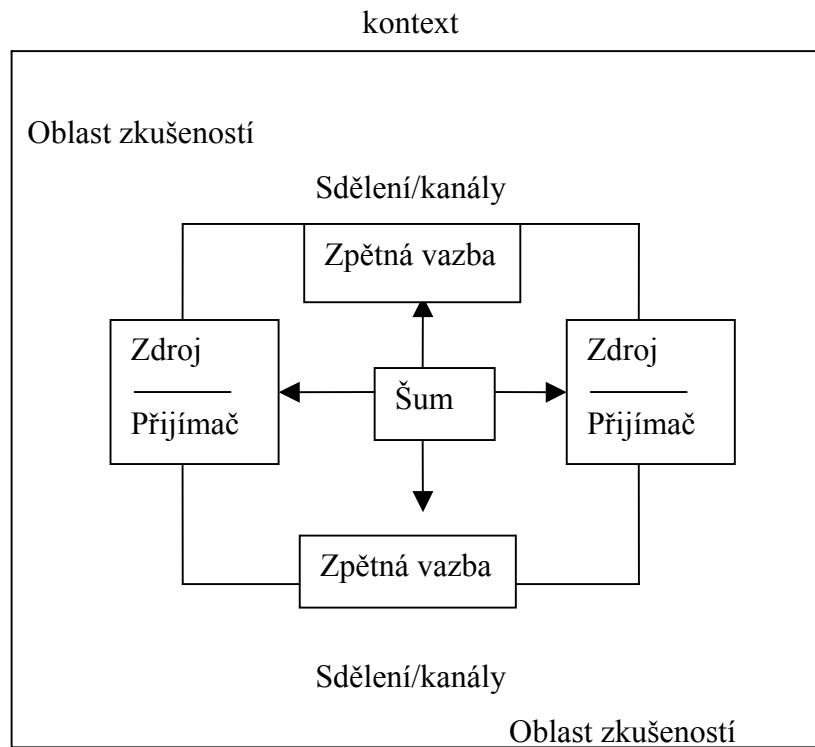 kontext
Oblast zkušeností
Sdělení/kanály
Zpětná vazba
Zdroj
Přijímač
Šum
Zdroj
Přijímač
Zpětná vazba
Sdělení/kanály
Oblast zkušeností